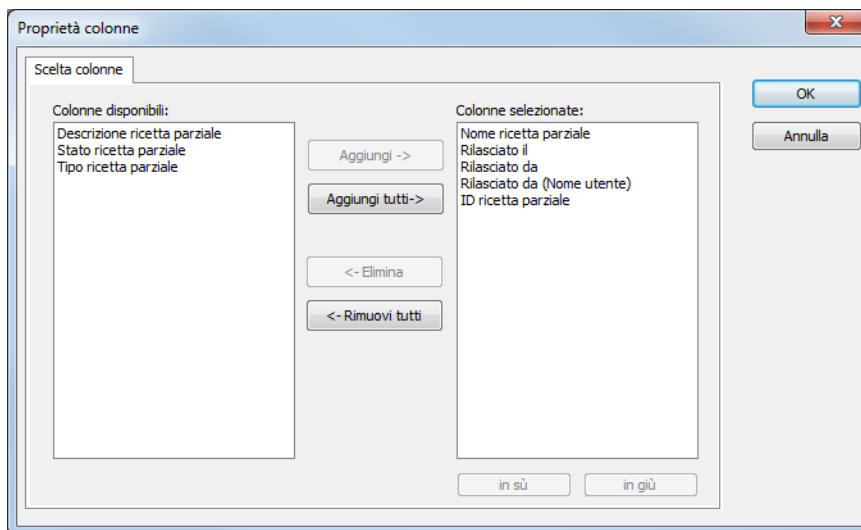 Proprietà colonne
Scelta colonne
Colonne disponibili:
Descrizione ricetta parziale
Stato ricetta parziale
Tipo ricetta parziale
Aggiungi ->
Aggiungi tutti->
<- Elimina
<- Rimuovi tutti
Colonne selezionate:
Nome ricetta parziale
Rilasciato il
Rilasciato da
Rilasciato da (Nome utente)
ID ricetta parziale
in sù
in giù
OK
Annulla